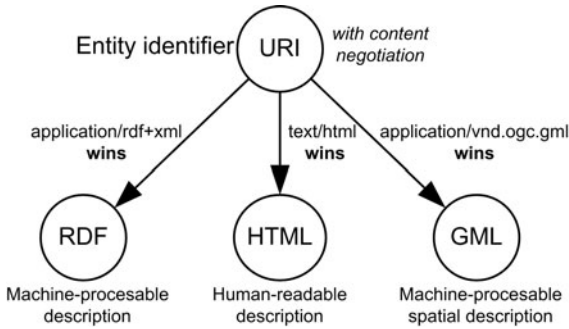 Entity identifier
URI
with content
negotiation
application/rdf+xml
wins
text/html
wins
application/vnd.ogc.gml
wins
RDF
HTML
GML
Machine-procesable
description
Human-readable
description
Machine-procesable
spatial description